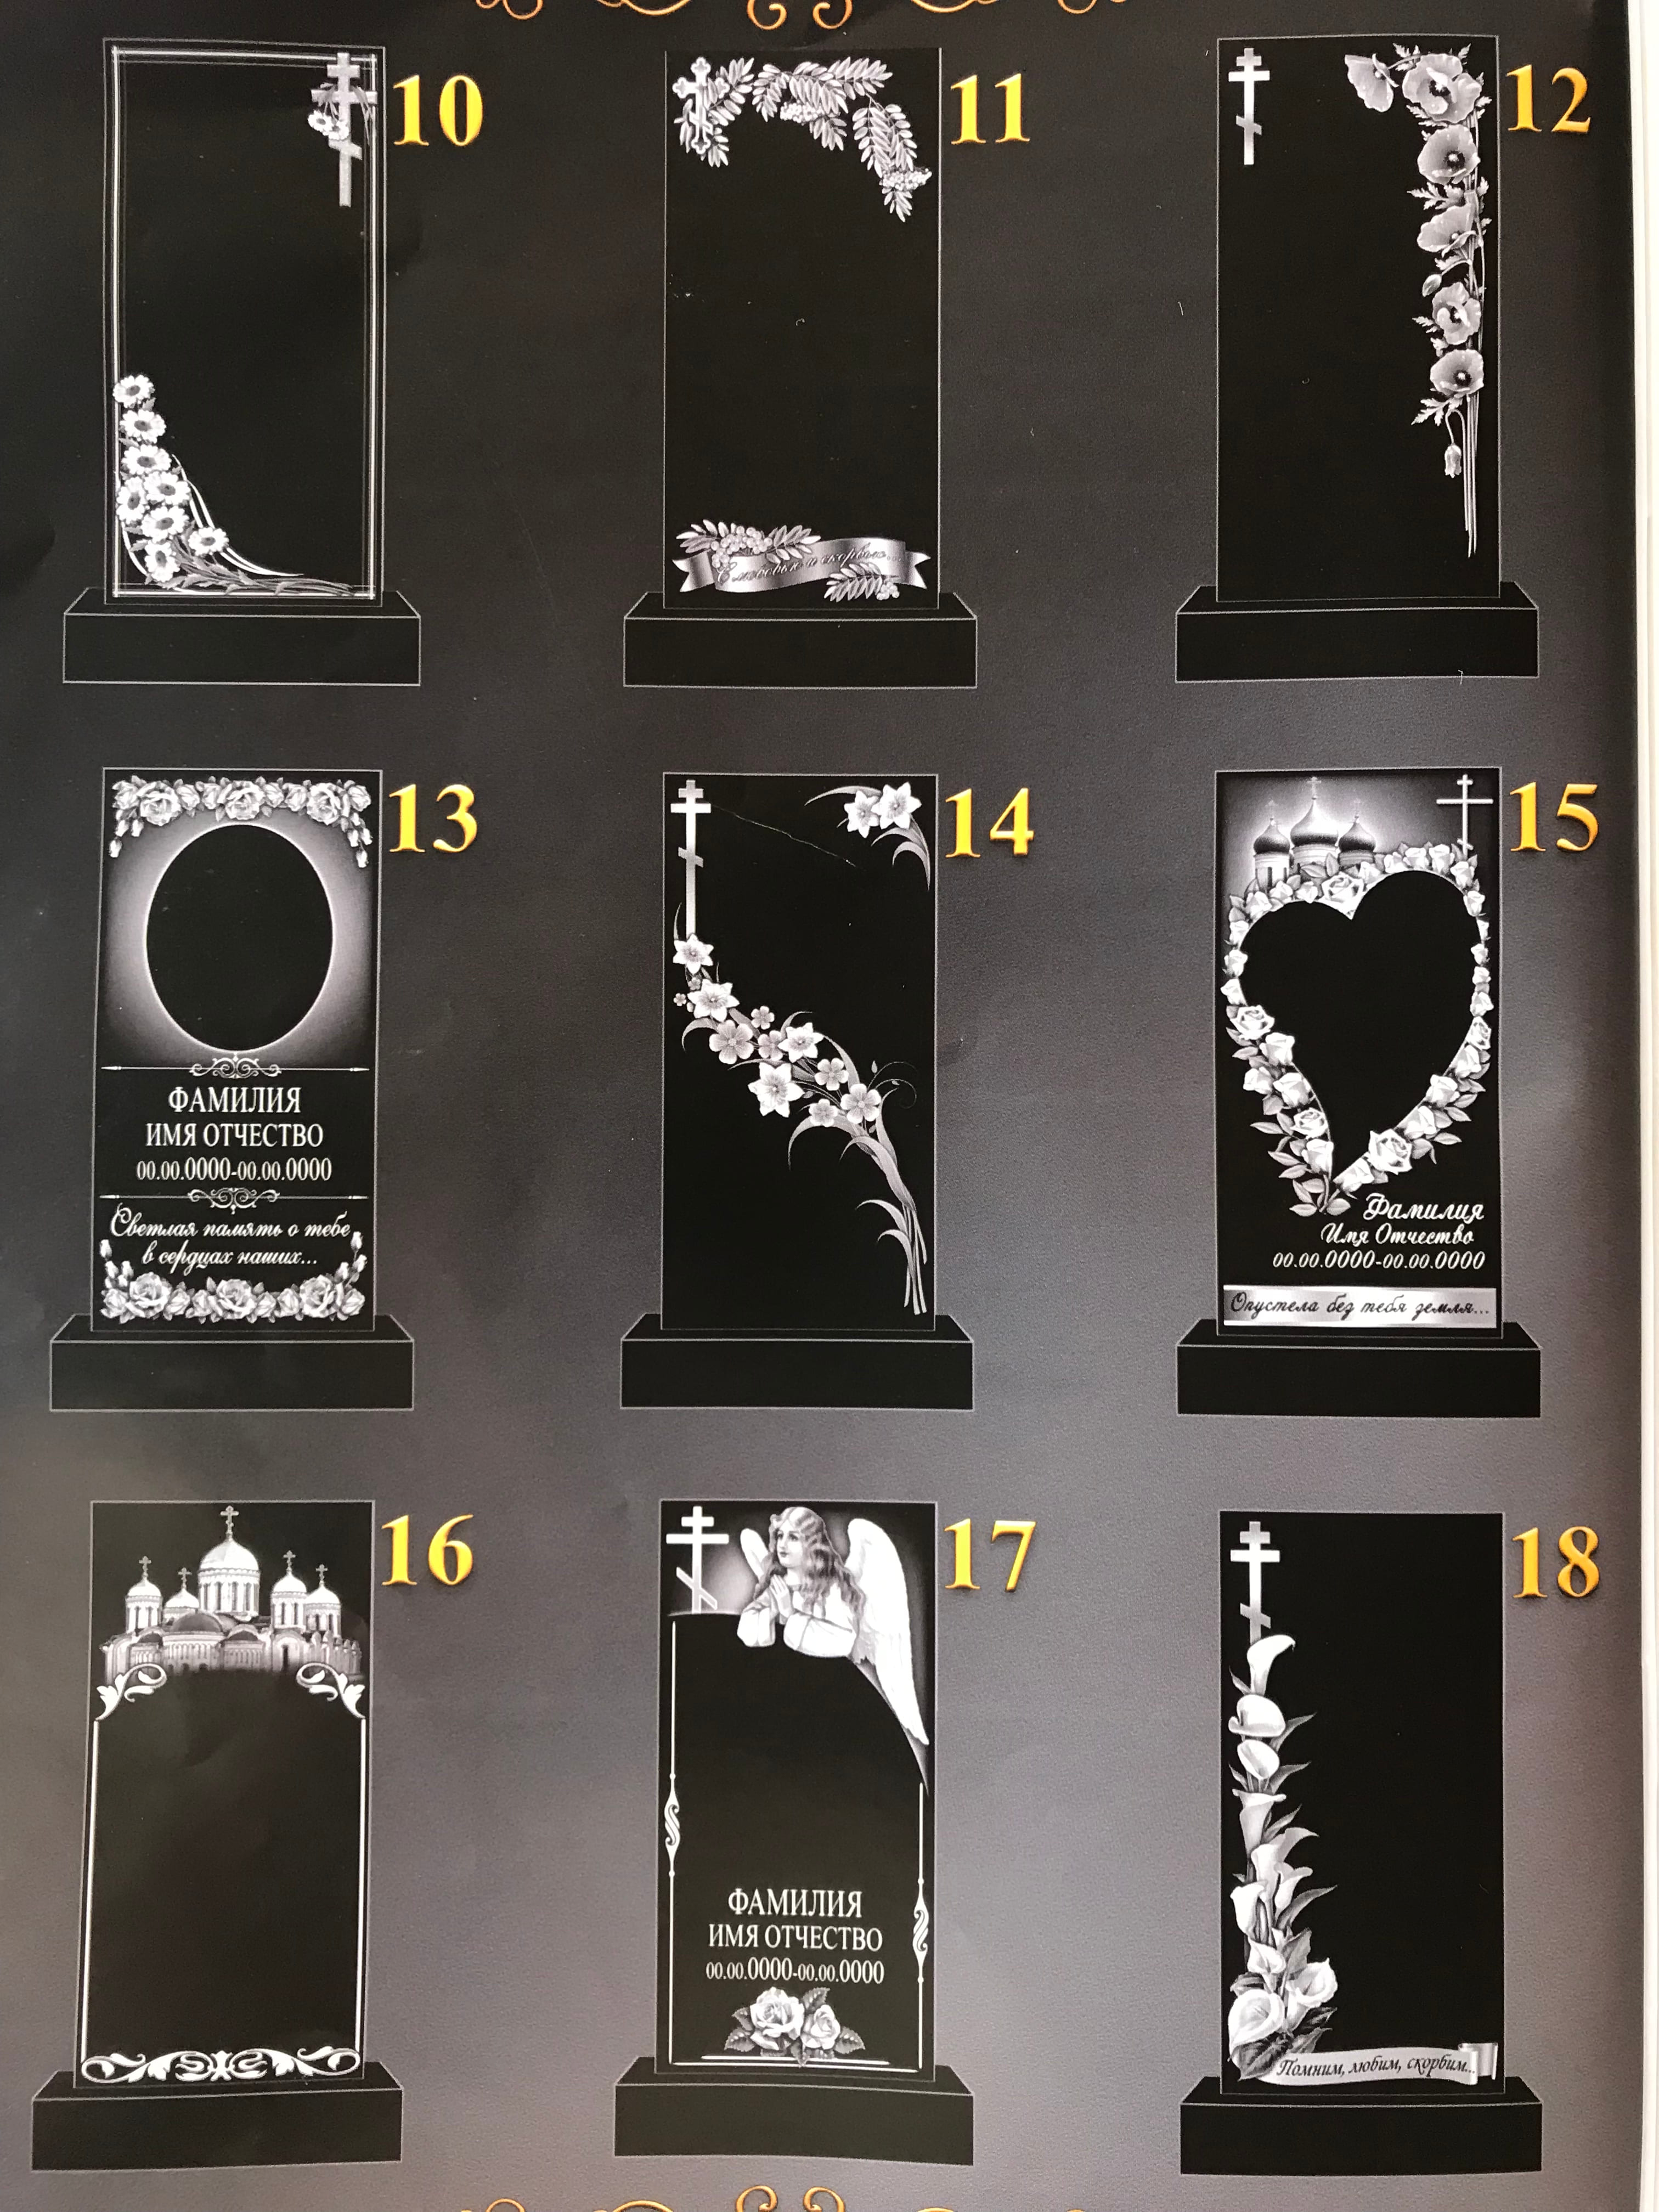 10
11
12
С любовью и скорбью...
13
ФАМИЛИЯ
ИМЯ ОТЧЕСТВО
00.00.0000-00.00.0000
Светлая память о тебе
в сердцах наших...
14
15
Фамилия
Имя Отчество
00.00.0000-00.00.0000
Опустела без тебя земля...
16
17
ФАМИЛИЯ
ИМЯ ОТЧЕСТВО
00.00.0000-00.00.0000
18
Помним, любим, скорбим...